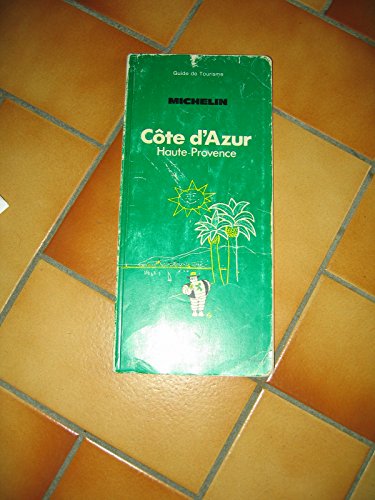 Guide de Tourisme
MICHELIN
Côte d'Azur
Haute-Provence